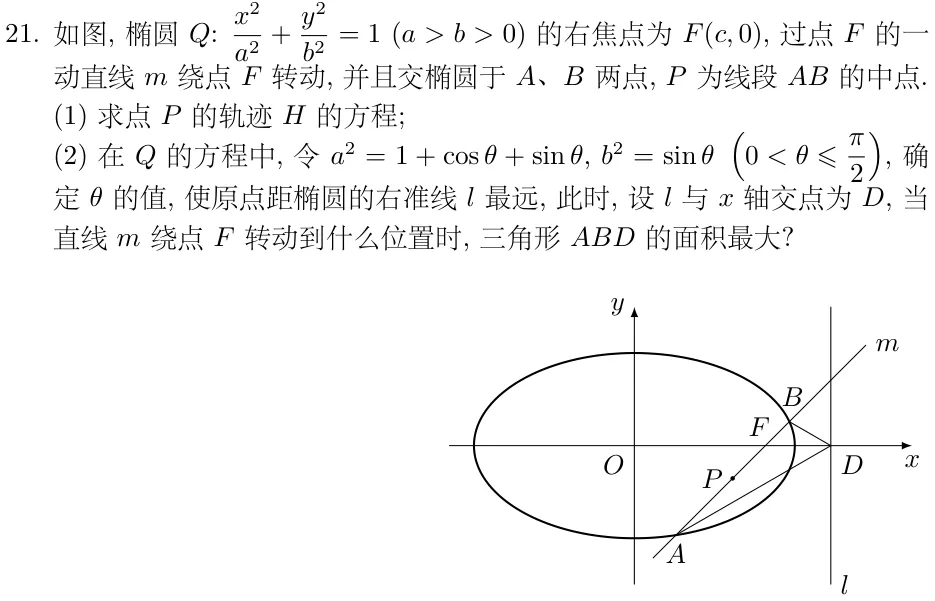 21. 如图, 椭圆 Q: x²/a² + y²/b² = 1 (a > b > 0) 的右焦点为 F(c, 0), 过点 F 的一
动直线 m 绕点 F 转动, 并且交椭圆于 A、B 两点, P 为线段 AB 的中点.
(1) 求点 P 的轨迹 H 的方程;
(2) 在 Q 的方程中, 令 a² = 1 + cos θ + sin θ, b² = sin θ (0 < θ ⩽ π/2), 确
定 θ 的值, 使原点距椭圆的右准线 l 最远, 此时, 设 l 与 x 轴交点为 D, 当
直线 m 绕点 F 转动到什么位置时, 三角形 ABD 的面积最大?
y
m
B
F
O
P
D
x
A
l